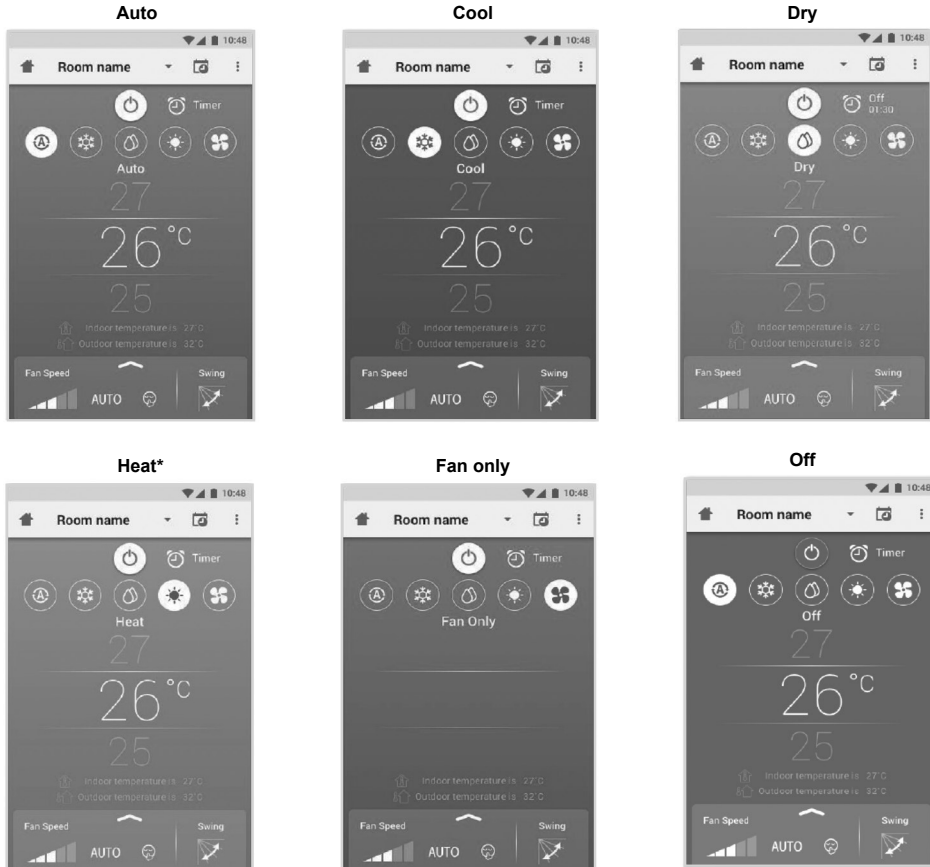 Auto
10:48
Room name
Timer
Auto
27
26°C
25
Indoor temperature is 27°C
Outdoor temperature is 32°C
Fan Speed Swing
AUTO
Cool
10:48
Room name
Timer
Cool
27
26°C
25
Indoor temperature is 27°C
Outdoor temperature is 32°C
Fan Speed Swing
AUTO
Dry
10:48
Room name
Off
01:30
Dry
27
26°C
25
Indoor temperature is 27°C
Outdoor temperature is 32°C
Fan Speed Swing
AUTO
Heat*
10:48
Room name
Timer
Heat
27
26°C
25
Indoor temperature is 27°C
Outdoor temperature is 32°C
Fan Speed Swing
AUTO
Fan only
10:48
Room name
Timer
Fan Only
Indoor temperature is 27°C
Outdoor temperature is 32°C
Fan Speed Swing
AUTO
Off
10:48
Room name
Timer
Off
27
26°C
25
Indoor temperature is 27°C
Outdoor temperature is 32°C
Fan Speed Swing
AUTO